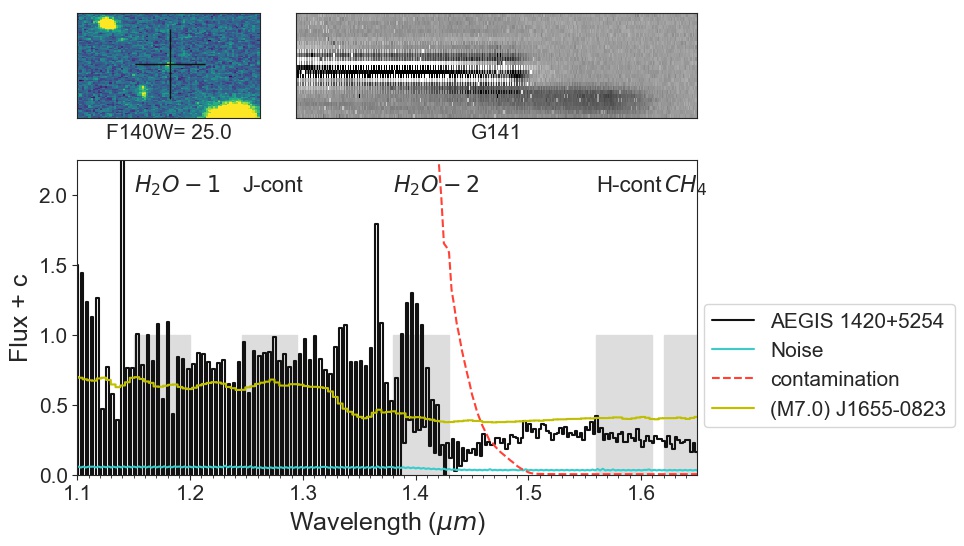 F140W= 25.0
G141
H₂O − 1
J-cont
H₂O − 2
H-cont
CH₄
Flux + c
2.0
1.5
1.0
0.5
0.0
1.1
1.2
1.3
1.4
1.5
1.6
Wavelength (μm)
AEGIS 1420+5254
Noise
contamination
(M7.0) J1655-0823